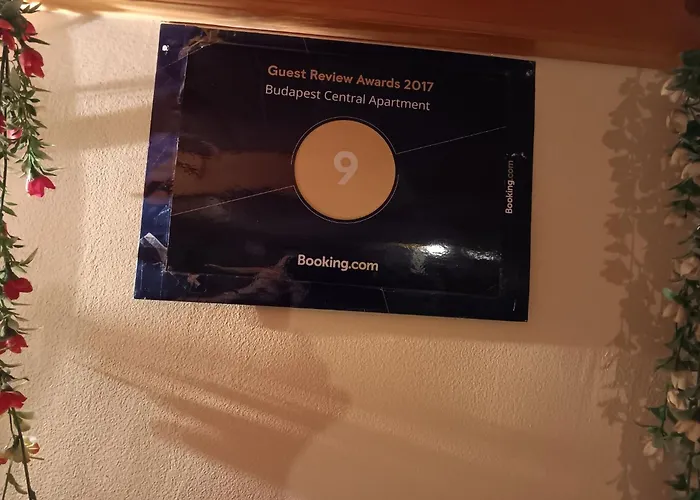 Guest Review Awards 2017
Budapest Central Apartment
9
Booking.com
Booking.com